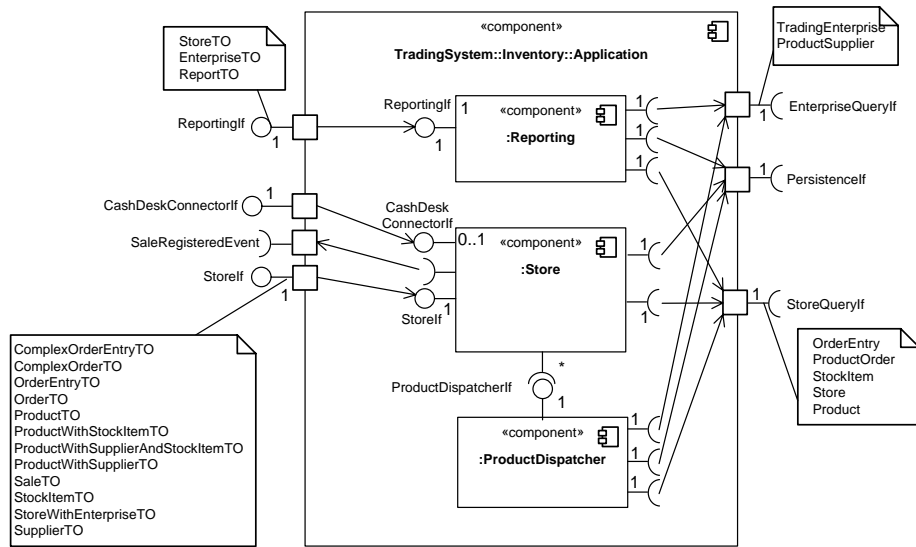 StoreTO
EnterpriseTO
ReportTO
«component»
TradingSystem::Inventory::Application
TradingEnterprise
ProductSupplier
ReportingIf
1
ReportingIf
1
1
«component»
:Reporting
1
1
1
1
EnterpriseQueryIf
1
PersistenceIf
CashDeskConnectorIf
1
SaleRegisteredEvent
StoreIf
1
CashDesk
ConnectorIf
0..1
«component»
:Store
StoreIf
1
1
1
1
StoreQueryIf
OrderEntry
ProductOrder
StockItem
Store
Product
ComplexOrderEntryTO
ComplexOrderTO
OrderEntryTO
OrderTO
ProductTO
ProductWithStockItemTO
ProductWithSupplierAndStockItemTO
ProductWithSupplierTO
SaleTO
StockItemTO
StoreWithEnterpriseTO
SupplierTO
*
ProductDispatcherIf
1
«component»
:ProductDispatcher
1
1
1